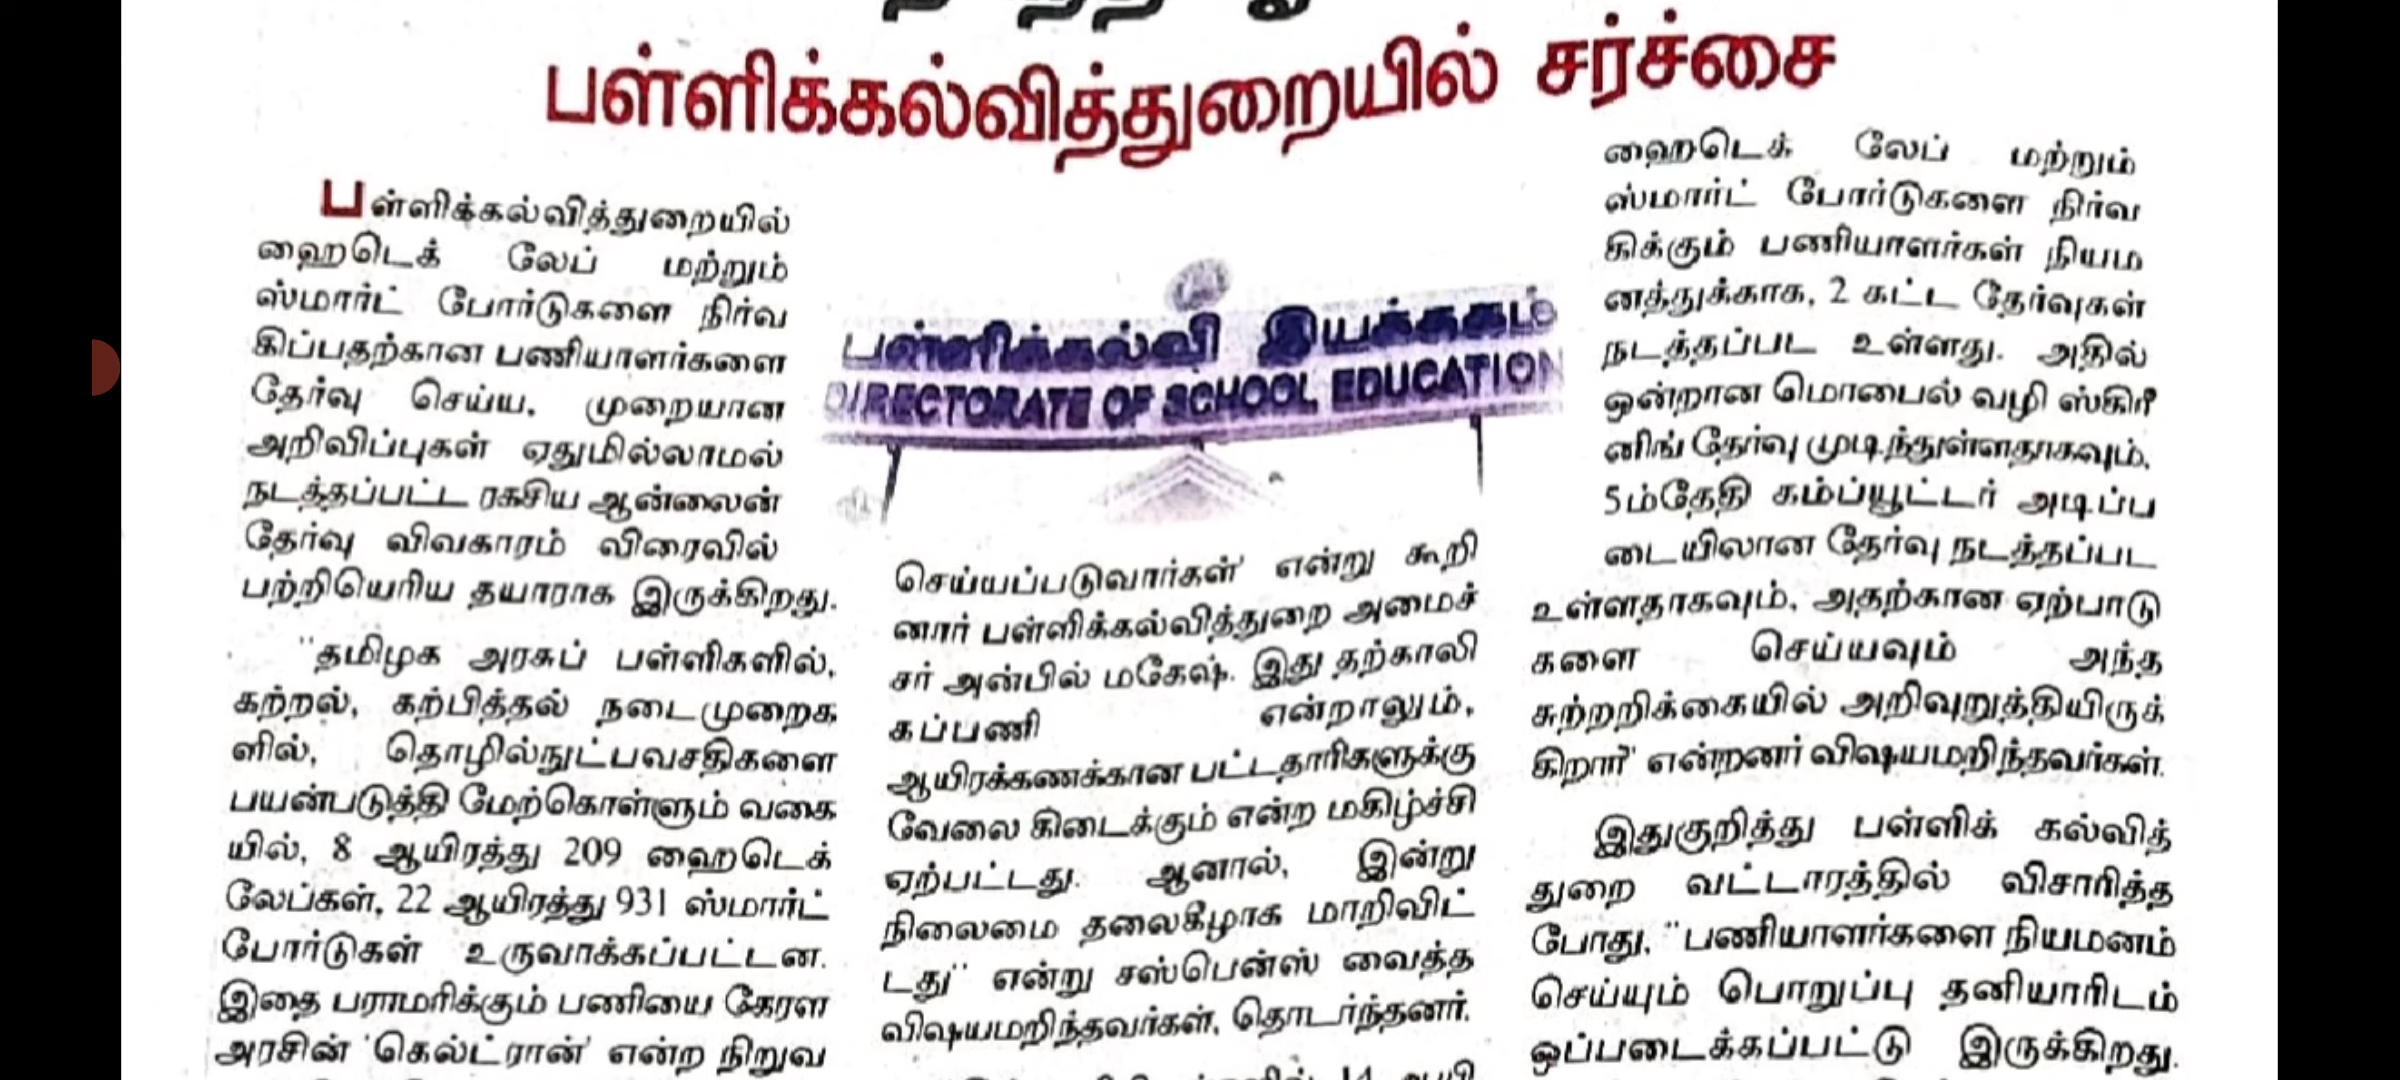 பள்ளிக்கல்வித்துறையில் சர்ச்சை
பள்ளிக்கல்வித்துறையில்
ஹைடெக் லேப் மற்றும்
ஸ்மார்ட் போர்டுகளை நிர்வ
கிப்பதற்கான பணியாளர்களை
தேர்வு செய்ய, முறையான
அறிவிப்புகள் ஏதுமில்லாமல்
நடத்தப்பட்ட ரகசிய ஆன்லைன்
தேர்வு விவகாரம் விரைவில்
பற்றியெரிய தயாராக இருக்கிறது.
"தமிழக அரசுப் பள்ளிகளில்,
கற்றல், கற்பித்தல் நடைமுறைக
ளில், தொழில்நுட்பவசதிகளை
பயன்படுத்தி மேற்கொள்ளும் வகை
யில், 8 ஆயிரத்து 209 ஹைடெக்
லேப்கள், 22 ஆயிரத்து 931 ஸ்மார்ட்
போர்டுகள் உருவாக்கப்பட்டன.
இதை பராமரிக்கும் பணியை கேரள
அரசின் 'கெல்ட்ரான்' என்ற நிறுவ
பள்ளிக்கல்வி இயக்ககம்
DIRECTORATE OF SCHOOL EDUCATION
செய்யப்படுவார்கள்' என்று கூறி
னார் பள்ளிக்கல்வித்துறை அமைச்
சர் அன்பில் மகேஷ். இது தற்காலி
கப்பணி என்றாலும்,
ஆயிரக்கணக்கான பட்டதாரிகளுக்கு
வேலை கிடைக்கும் என்ற மகிழ்ச்சி
ஏற்பட்டது. ஆனால், இன்று
நிலைமை தலைகீழாக மாறிவிட்
டது" என்று சஸ்பென்ஸ் வைத்த
விஷயமறிந்தவர்கள், தொடர்ந்தனர்.
14 ஆயி
ஹைடெக் லேப் மற்றும்
ஸ்மார்ட் போர்டுகளை நிர்வ
கிக்கும் பணியாளர்கள் நியம
னத்துக்காக, 2 கட்ட தேர்வுகள்
நடத்தப்பட உள்ளது. அதில்
ஒன்றான மொபைல் வழி ஸ்கிரீ
னிங் தேர்வு முடிந்துள்ளதாகவும்,
5ம்தேதி கம்ப்யூட்டர் அடிப்ப
டையிலான தேர்வு நடத்தப்பட
உள்ளதாகவும், அதற்கான ஏற்பாடு
களை செய்யவும் அந்த
சுற்றறிக்கையில் அறிவுறுத்தியிருக்
கிறார்" என்றனர் விஷயமறிந்தவர்கள்.
இதுகுறித்து பள்ளிக் கல்வித்
துறை வட்டாரத்தில் விசாரித்த
போது, "பணியாளர்களை நியமனம்
செய்யும் பொறுப்பு தனியாரிடம்
ஒப்படைக்கப்பட்டு இருக்கிறது.